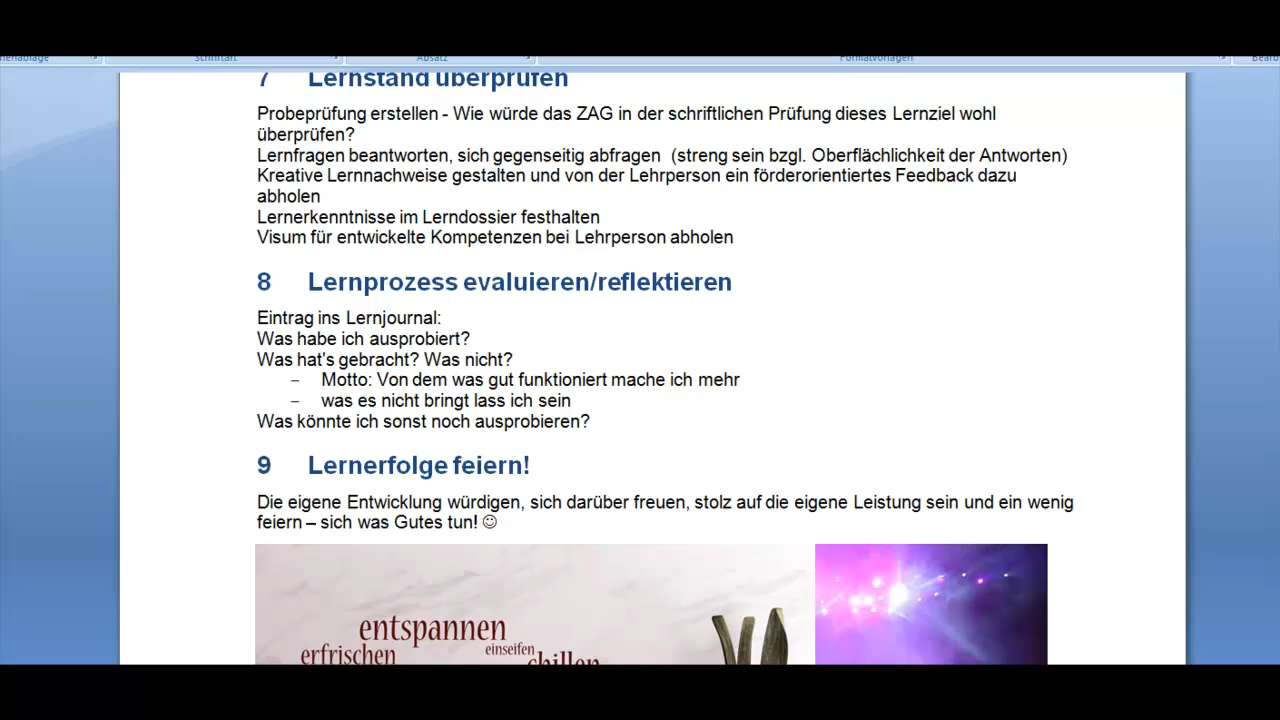 Schriftart
Absatz
Formatvorlagen
7 Lernstand überprüfen
Probeprüfung erstellen - Wie würde das ZAG in der schriftlichen Prüfung dieses Lernziel wohl
überprüfen?
Lernfragen beantworten, sich gegenseitig abfragen (streng sein bzgl. Oberflächlichkeit der Antworten)
Kreative Lernnachweise gestalten und von der Lehrperson ein förderorientiertes Feedback dazu
abholen
Lernerkenntnisse im Lerndossier festhalten
Visum für entwickelte Kompetenzen bei Lehrperson abholen
8 Lernprozess evaluieren/reflektieren
Eintrag ins Lernjournal:
Was habe ich ausprobiert?
Was hat's gebracht? Was nicht?
– Motto: Von dem was gut funktioniert mache ich mehr
– was es nicht bringt lass ich sein
Was könnte ich sonst noch ausprobieren?
9 Lernerfolge feiern!
Die eigene Entwicklung würdigen, sich darüber freuen, stolz auf die eigene Leistung sein und ein wenig
feiern – sich was Gutes tun! ☺
entspannen
erfrischen
einseifen
chillen